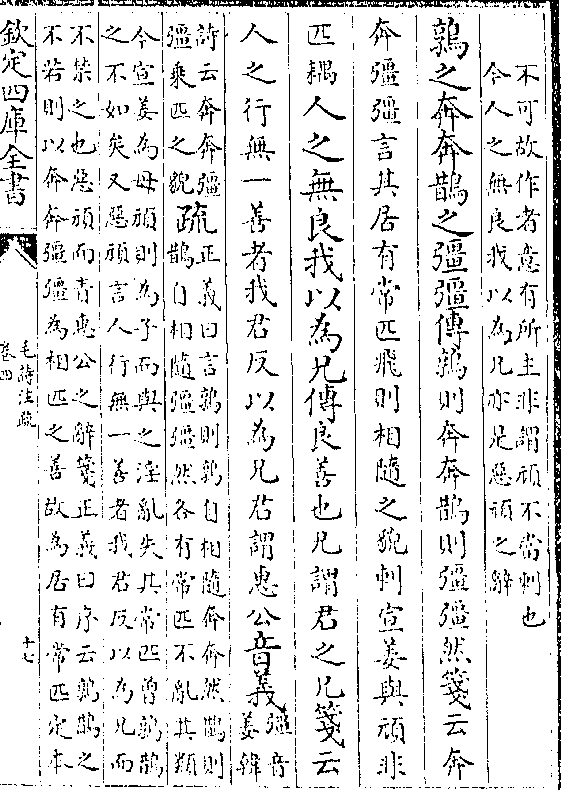 不可故作者意有所主非謂頑不當刺也
今人之無良我以為兄亦是惡頑之辭
鶉之奔奔鵲之彊彊傳鶉則奔奔鵲則彊彊然箋云奔
奔彊彊言其居有常匹飛則相隨之貌刺宣姜與頑非
匹耦人之無良我以為兄傳良善也兄謂君之兄箋云
人之行無一善者我君反以為兄君謂惠公音義彊音
姜韓
詩云奔奔彊
彊乘匹之貌疏正義曰言鶉則鶉自相隨奔奔然鵲則
鵲自相隨彊彊然各有常匹不亂其類
今宣姜為母頑則為子而與之淫亂失其常匹曾鶉鵲
之不如矣又惡頑言人行無一善者我君反以為兄而
不禁之也惡頑而責惠公之辭箋正義曰序云鶉鵲之
不若則以奔奔彊彊為相匹之善故為居有常匹定本
欽定四庫全書
毛詩注疏
卷四
十七